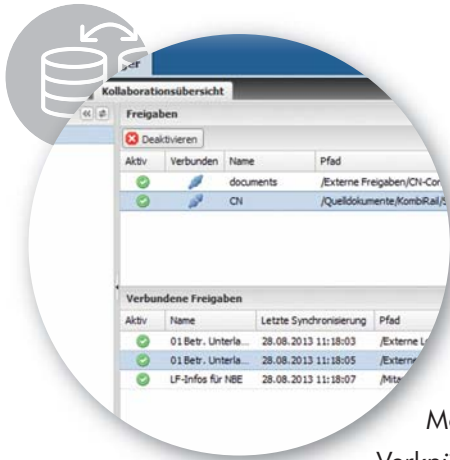 Kollaborationsübersicht
Freigaben
Deaktivieren
Aktiv Verbunden Name Pfad
documents /Externe Freigaben/CN-Con
CN /Quelldokumente/KombiRail/S
Verbundene Freigaben
Aktiv Name Letzte Synchronisierung Pfad
01 Betr. Unterla... 28.08.2013 11:18:03 /Externe
01 Betr. Unterla... 28.08.2013 11:18:05 /Externe
LF-Infos für NBE 28.08.2013 11:18:07